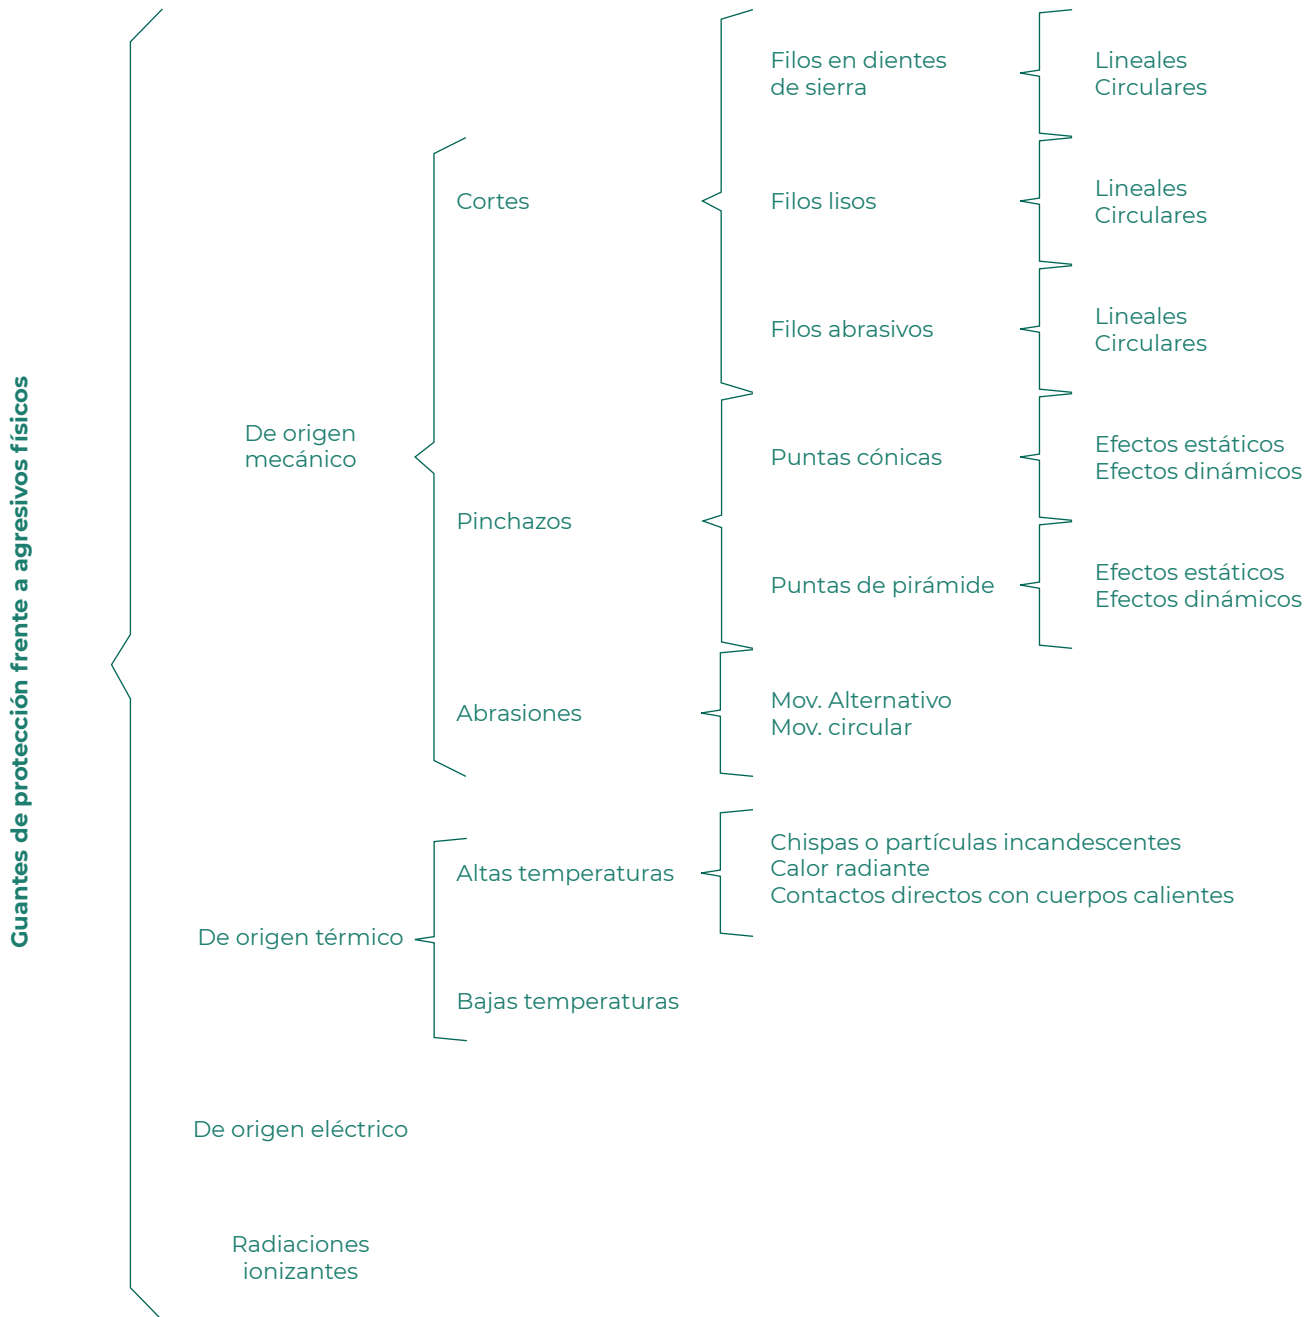 Guantes de protección frente a agresivos físicos
De origen
mecánico
Cortes
Filos en dientes
de sierra
Lineales
Circulares
Filos lisos
Lineales
Circulares
Filos abrasivos
Lineales
Circulares
Pinchazos
Puntas cónicas
Efectos estáticos
Efectos dinámicos
Puntas de pirámide
Efectos estáticos
Efectos dinámicos
Abrasiones
Mov. Alternativo
Mov. circular
De origen térmico
Altas temperaturas
Chispas o partículas incandescentes
Calor radiante
Contactos directos con cuerpos calientes
Bajas temperaturas
De origen eléctrico
Radiaciones
ionizantes